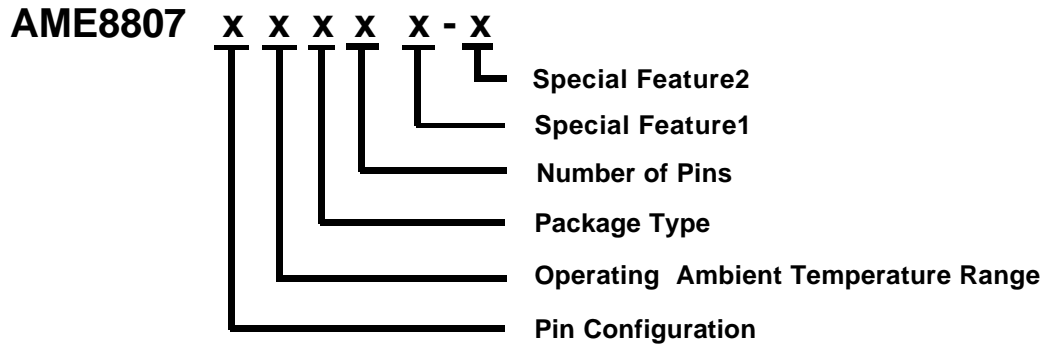 AME8807 x x x x x - x
Special Feature2
Special Feature1
Number of Pins
Package Type
Operating Ambient Temperature Range
Pin Configuration